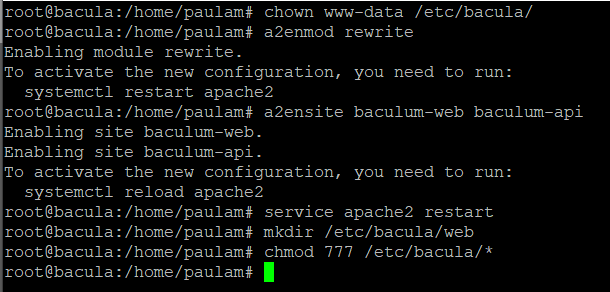 root@bacula:/home/paulam# chown www-data /etc/bacula/
root@bacula:/home/paulam# a2enmod rewrite
Enabling module rewrite.
To activate the new configuration, you need to run:
  systemctl restart apache2
root@bacula:/home/paulam# a2ensite baculum-web baculum-api
Enabling site baculum-web.
Enabling site baculum-api.
To activate the new configuration, you need to run:
  systemctl reload apache2
root@bacula:/home/paulam# service apache2 restart
root@bacula:/home/paulam# mkdir /etc/bacula/web
root@bacula:/home/paulam# chmod 777 /etc/bacula/*
root@bacula:/home/paulam#